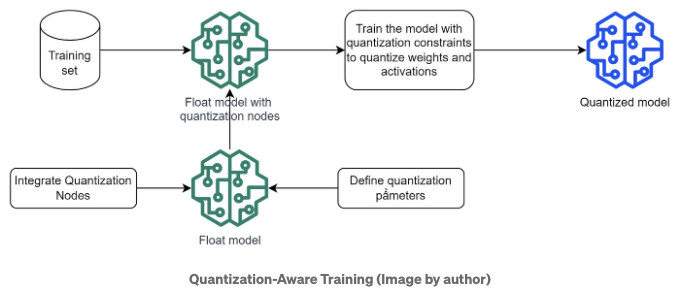 Training
set
Float model with
quantization nodes
Train the model with
quantization constraints
to quantize weights and
activations
Quantized model
Integrate Quantization
Nodes
Float model
Define quantization
pảmeters
Quantization-Aware Training (Image by author)